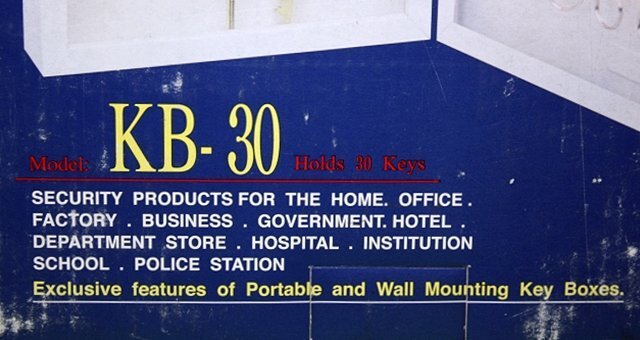 Model: KB- 30 Holds 30 Keys
SECURITY PRODUCTS FOR THE HOME. OFFICE .
FACTORY . BUSINESS . GOVERNMENT. HOTEL .
DEPARTMENT STORE . HOSPITAL . INSTITUTION
SCHOOL . POLICE STATION
Exclusive features of Portable and Wall Mounting Key Boxes.